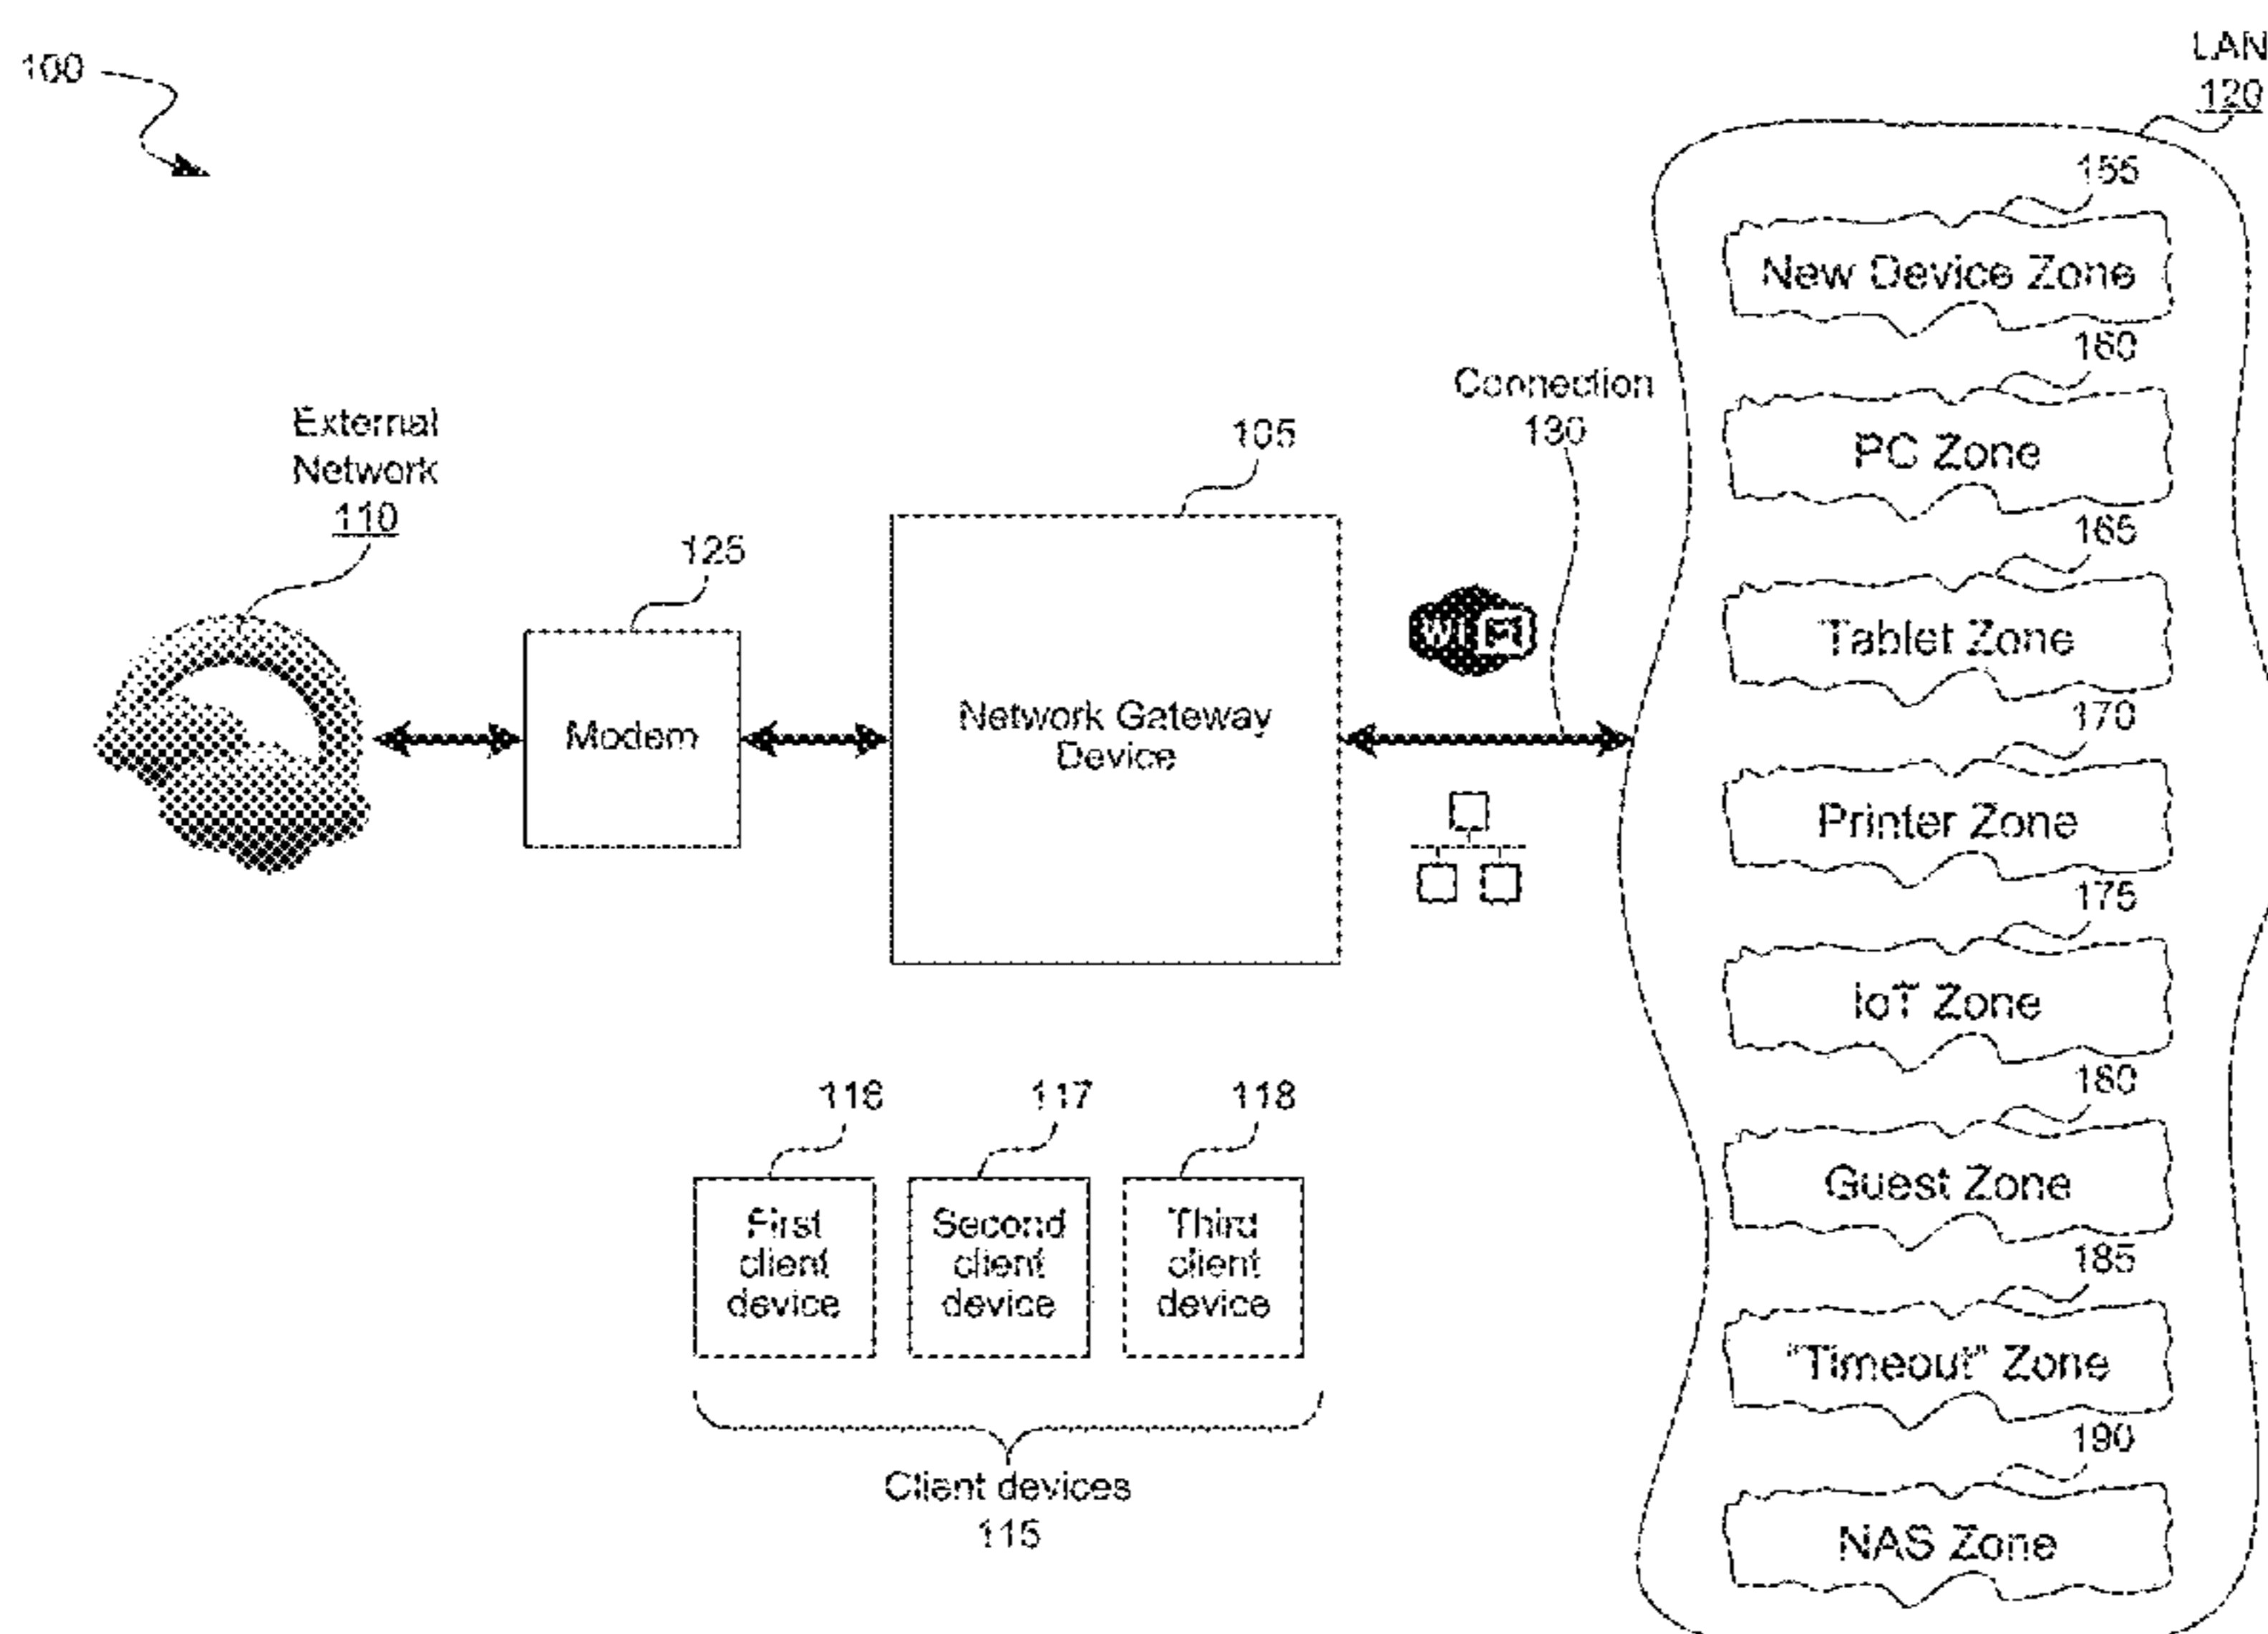 100
LAN
120
155
New Device Zone
160
PC Zone
165
Tablet Zone
170
Printer Zone
175
IoT Zone
180
Guest Zone
185
"Timeout" Zone
190
NAS Zone
Connection
130
External
Network
110
125
Modem
105
Network Gateway
Device
WI FI
116
117
118
First
client
device
Second
client
device
Third
client
device
Client devices
115